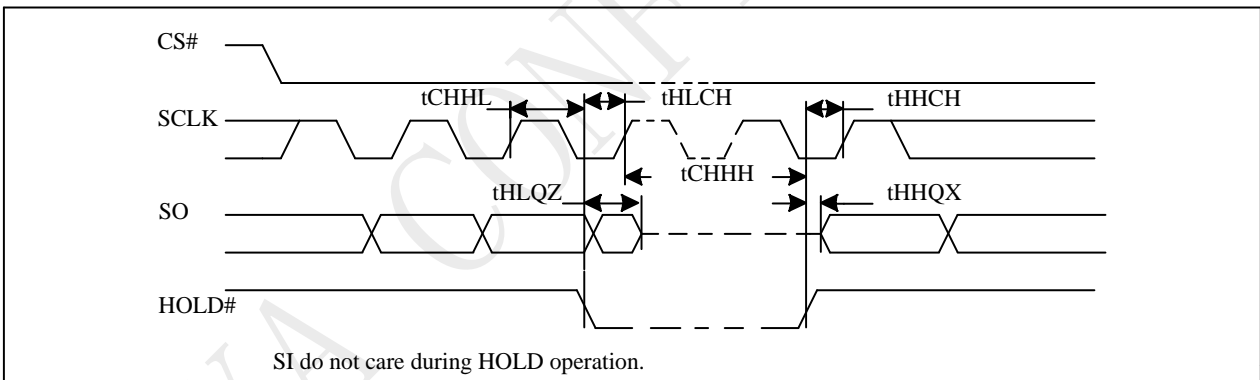 CS#
tCHHL
tHLCH
tHHCH
SCLK
tCHHH
tHLQZ
tHHQX
SO
HOLD#
SI do not care during HOLD operation.